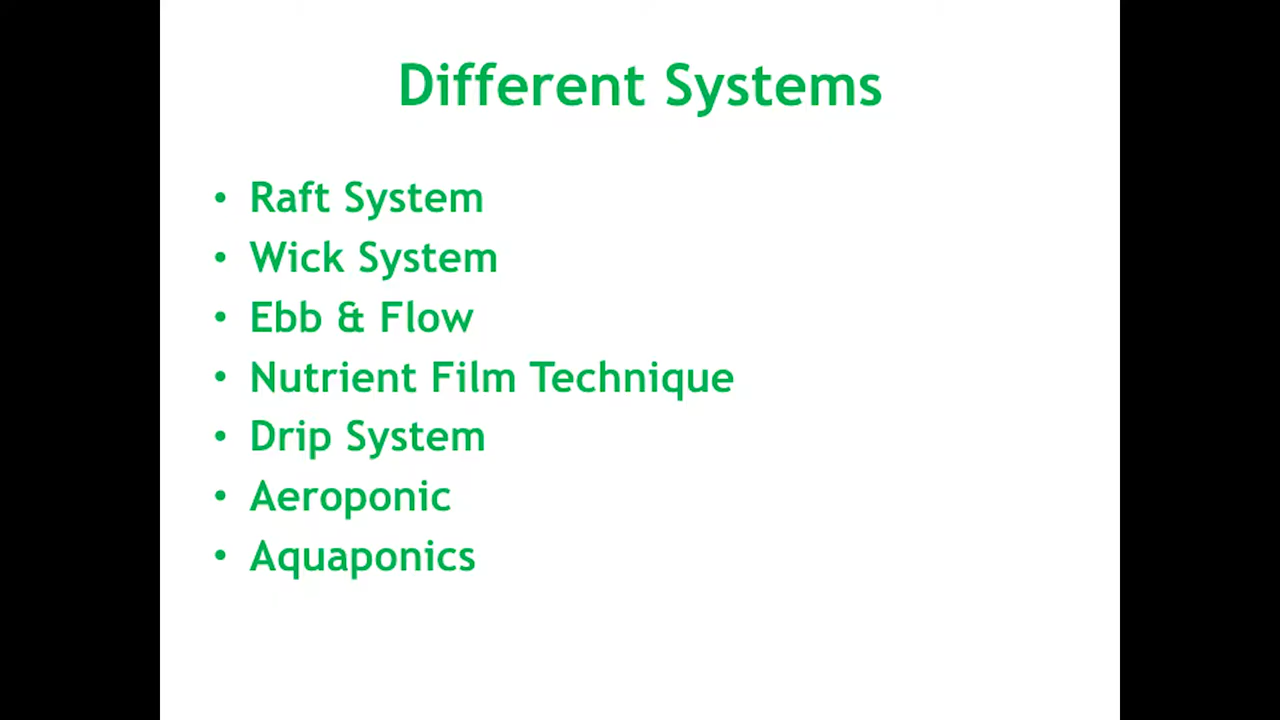 Different Systems
• Raft System
• Wick System
• Ebb & Flow
• Nutrient Film Technique
• Drip System
• Aeroponic
• Aquaponics